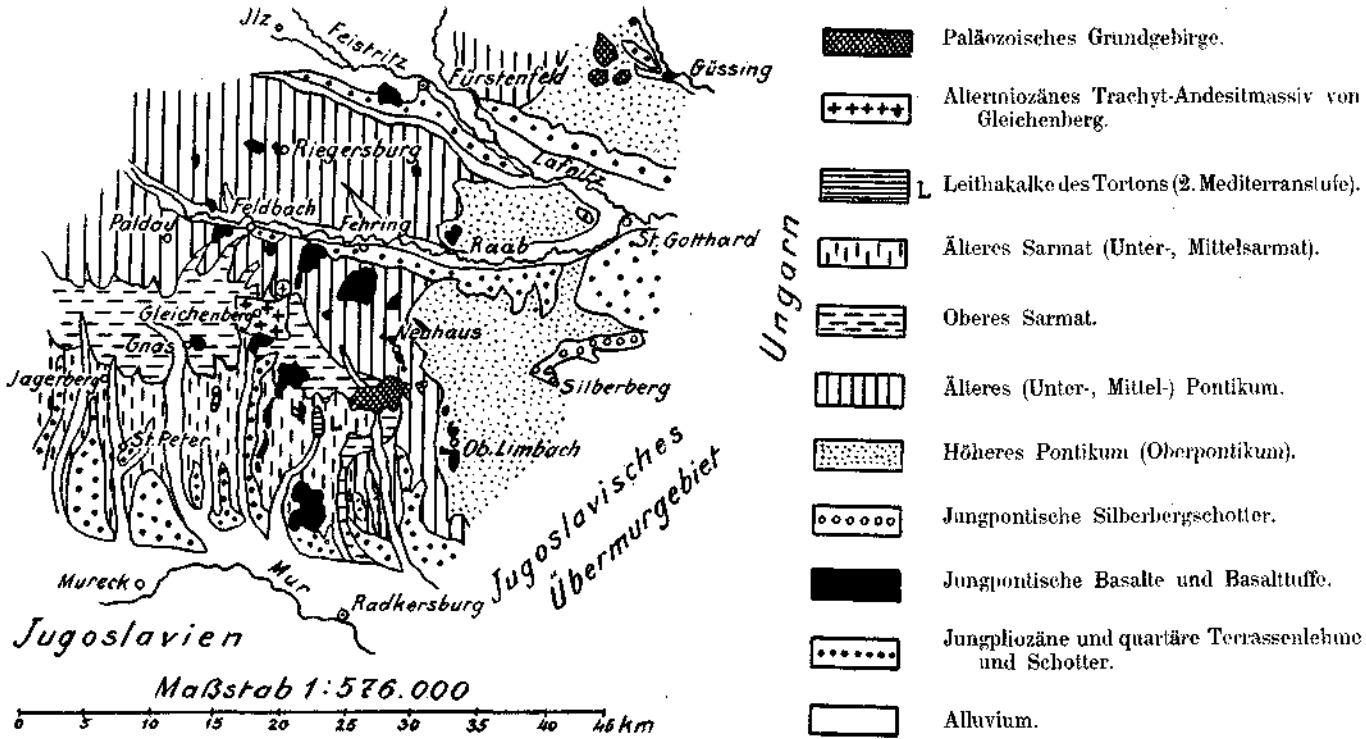 Jlz
Feistritz
Fürstenfeld
Güssing
Riegersburg
Lafnitz
Feldbach
Paldau
Fehring
Raab
St. Gotthard
Ungarn
Gleichenberg
Gnas
Neuhaus
Jagerberg
Silberberg
L
St. Peter
Ob. Limbach
Jugoslavisches
Übermurgebiet
Mureck
Mur
Radkersburg
Jugoslavien
Maßstab 1:576.000
0 5 10 15 20 25 30 35 40 45 km
Paläozoisches Grundgebirge.
Altermiozänes Trachyt-Andesitmassiv von
Gleichenberg.
L Leithakalke des Tortons (2. Mediterranstufe).
Älteres Sarmat (Unter-, Mittelsarmat).
Oberes Sarmat.
Älteres (Unter-, Mittel-) Pontikum.
Höheres Pontikum (Oberpontikum).
Jungpontische Silberbergschotter.
Jungpontische Basalte und Basalttuffe.
Jungpliozäne und quartäre Terrassenlehme
und Schotter.
Alluvium.